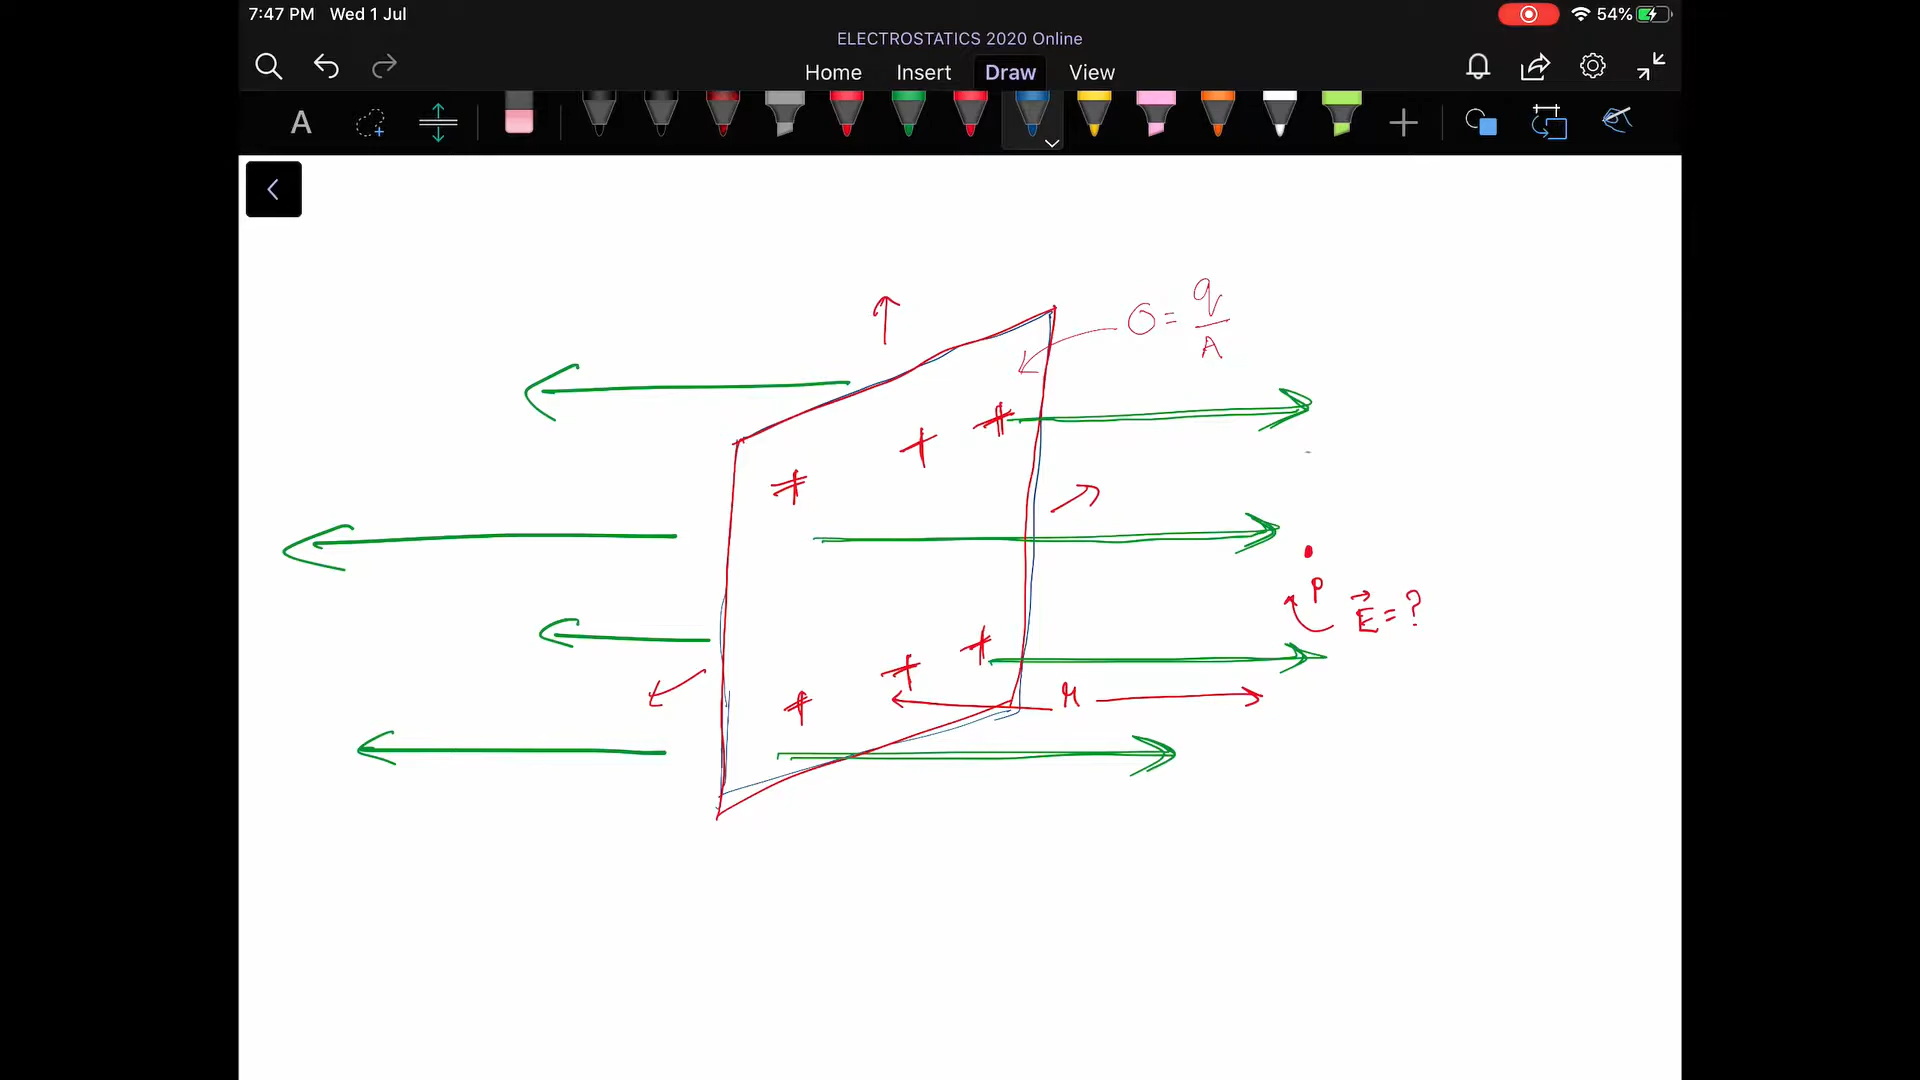 7:47 PM Wed 1 Jul
54%
ELECTROSTATICS 2020 Online
Home Insert Draw View
A
σ = q/A
P
E⃗ = ?
r